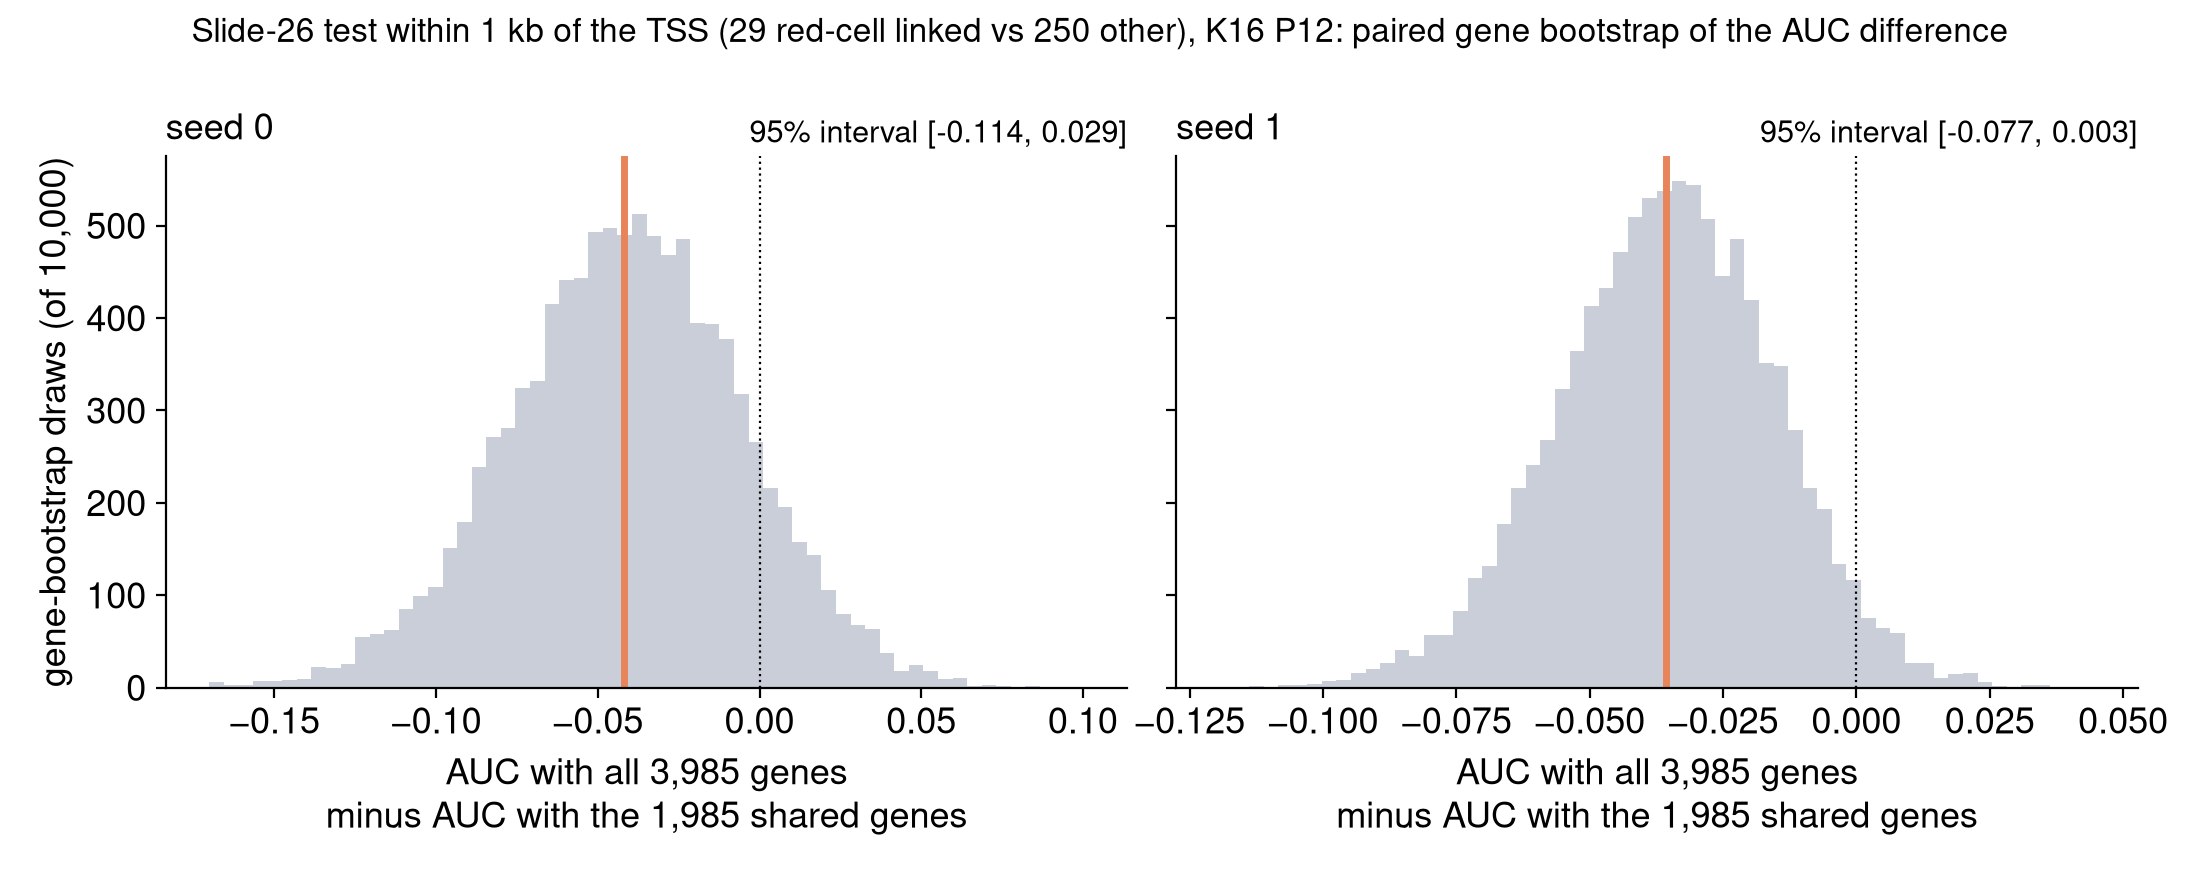 Slide-26 test within 1 kb of the TSS (29 red-cell linked vs 250 other), K16 P12: paired gene bootstrap of the AUC difference
seed 0
95% interval [-0.114, 0.029]
seed 1
95% interval [-0.077, 0.003]
gene-bootstrap draws (of 10,000)
500
400
300
200
100
0
−0.15
−0.10
−0.05
0.00
0.05
0.10
−0.125
−0.100
−0.075
−0.050
−0.025
0.000
0.025
0.050
AUC with all 3,985 genes
minus AUC with the 1,985 shared genes
AUC with all 3,985 genes
minus AUC with the 1,985 shared genes